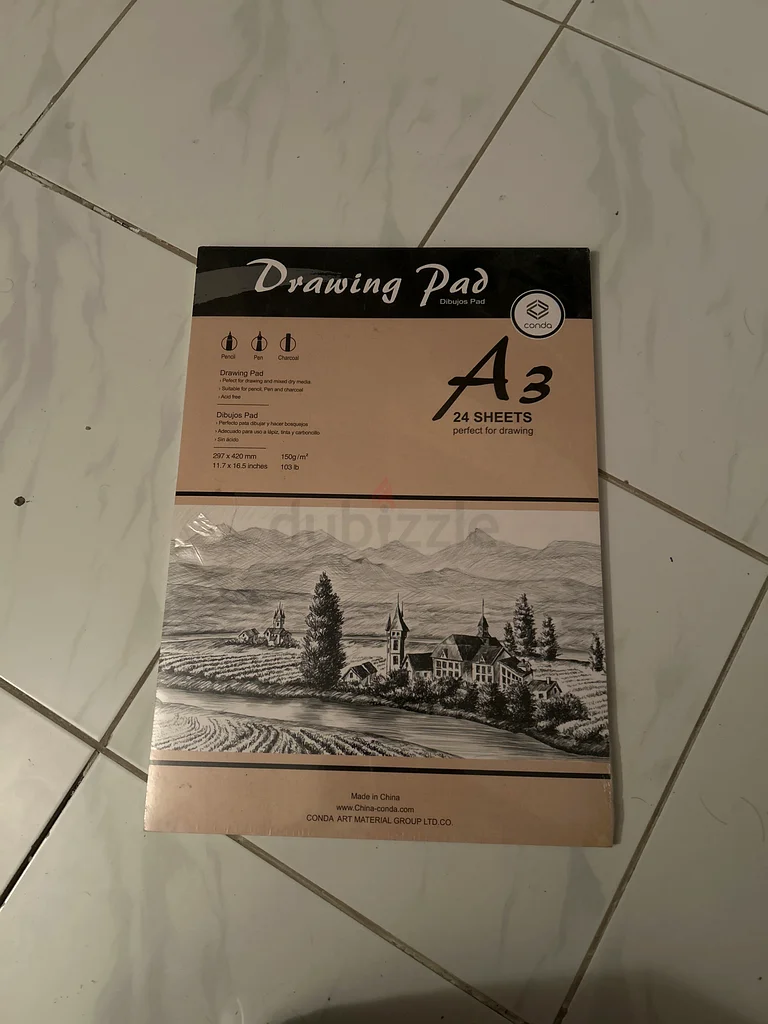 Drawing Pad
Dibujos Pad
conda
Pencil Pen Charcoal
A3
24 SHEETS
perfect for drawing
Drawing Pad
› Pefect for drawing and mixed dry media
› Suitable for pencil, Pen and charcoal
› Acid free
Dibujos Pad
› Perfecto pata dibujar y hacer bosquejos
› Adecuado para uso a lápiz, tinta y carboncillo
› Sin ácido
297 x 420 mm 150g/m²
11.7 x 16.5 inches 103 lb
dubizzle
Made in China
www.China-conda.com
CONDA ART MATERIAL GROUP LTD.CO.